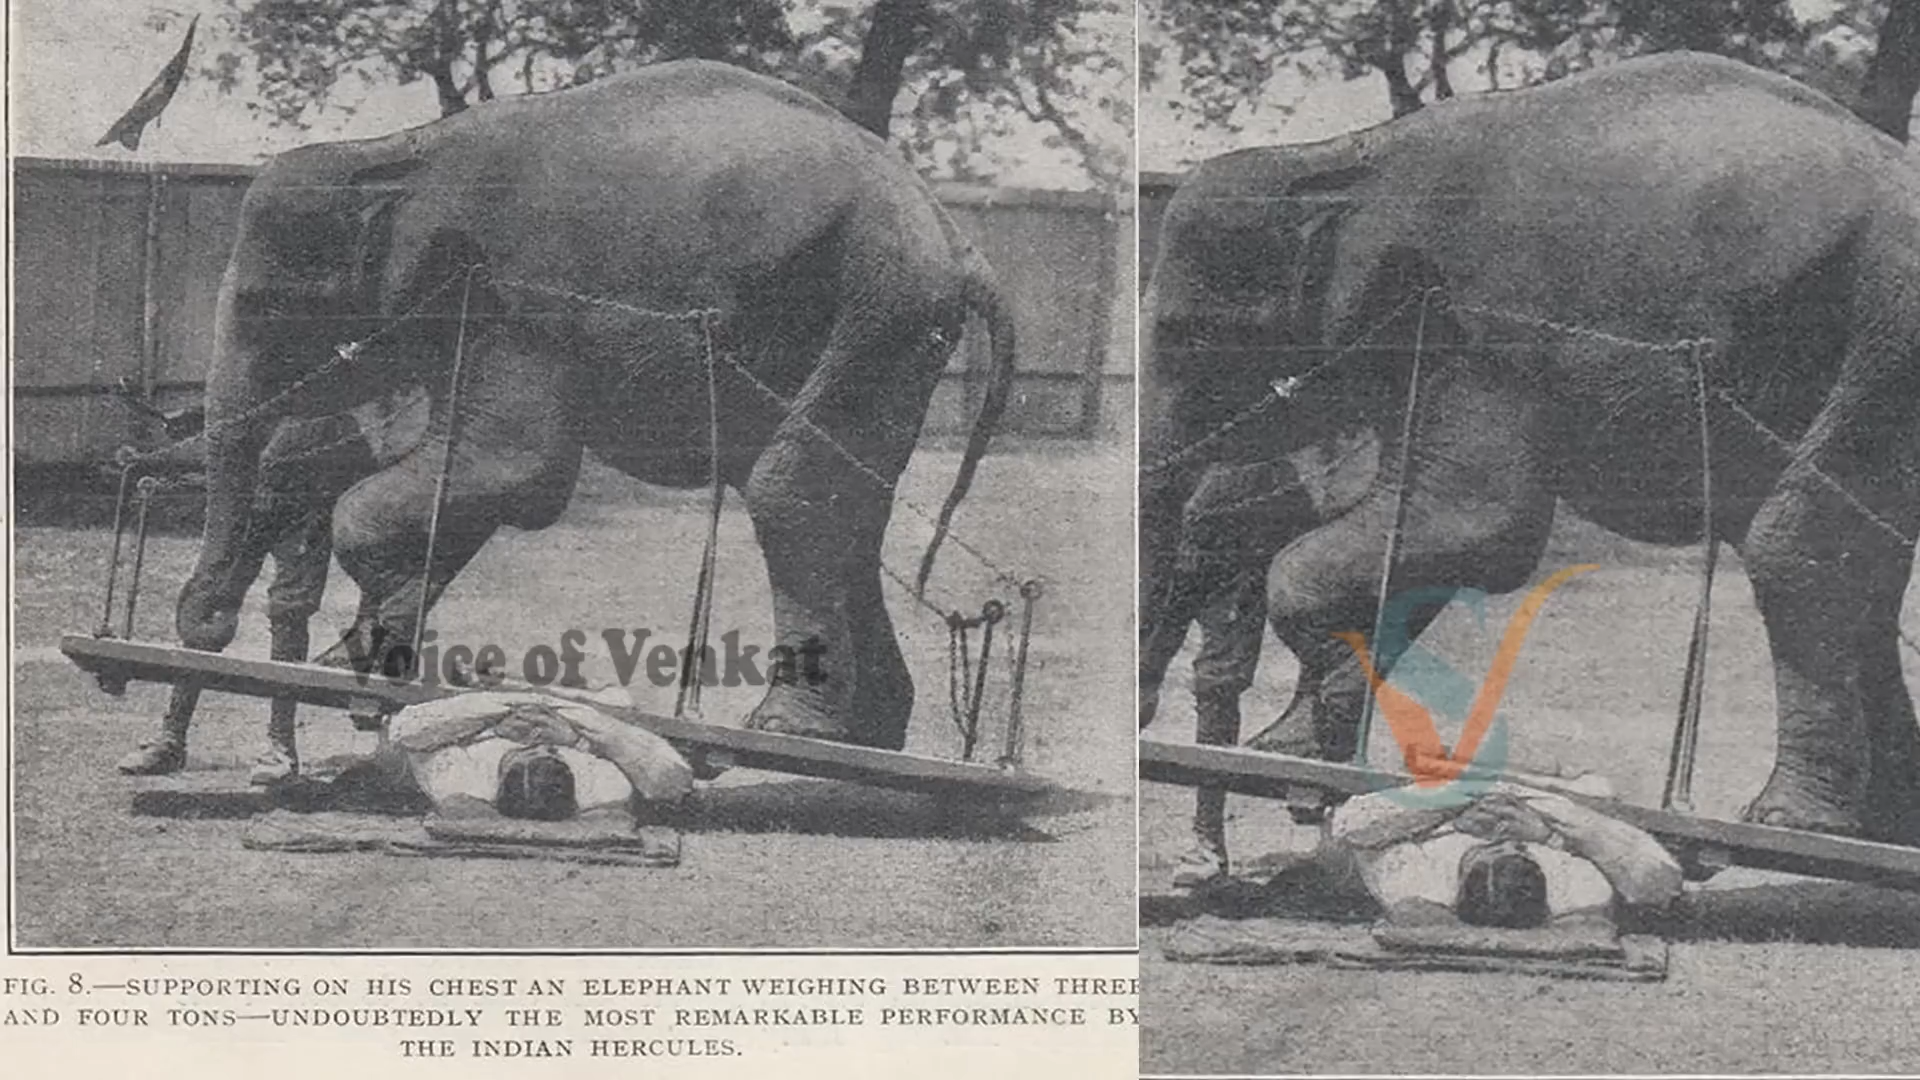 Voice of Venkat
FIG. 8.—SUPPORTING ON HIS CHEST AN ELEPHANT WEIGHING BETWEEN THREE
AND FOUR TONS—UNDOUBTEDLY THE MOST REMARKABLE PERFORMANCE BY
THE INDIAN HERCULES.